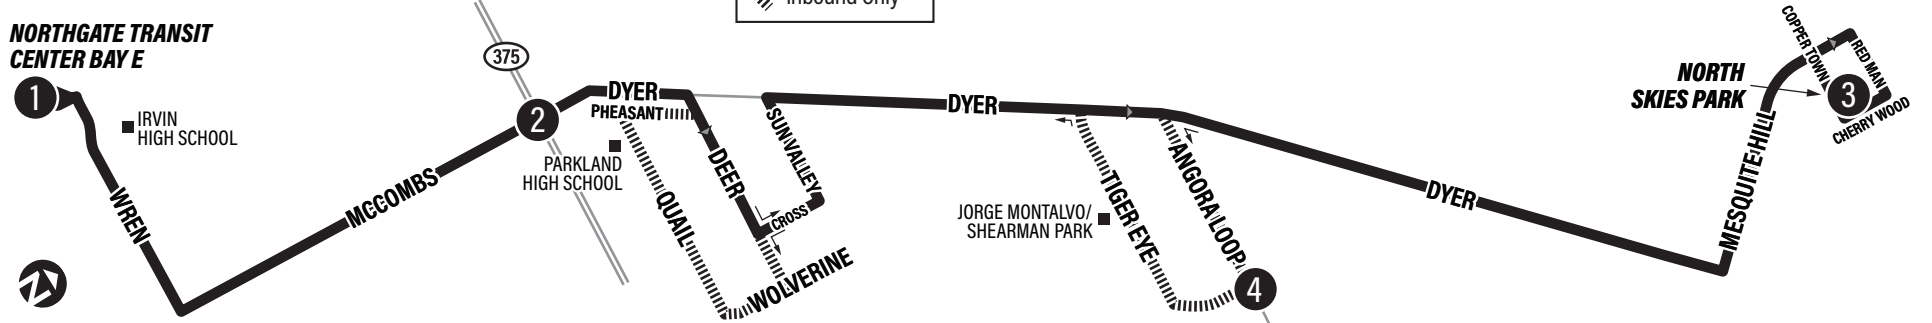 Inbound Only
NORTHGATE TRANSIT
CENTER BAY E
1
IRVIN
HIGH SCHOOL
WREN
MCCOMBS
375
2
DYER
PHEASANT
PARKLAND
HIGH SCHOOL
QUAIL
DEER
SUN VALLEY
CROSS
WOLVERINE
DYER
JORGE MONTALVO/
SHEARMAN PARK
TIGER EYE
ANGORA LOOP
4
DYER
MESQUITE HILL
NORTH
SKIES PARK
COPPER TOWN
RED MAN
3
CHERRY WOOD
N